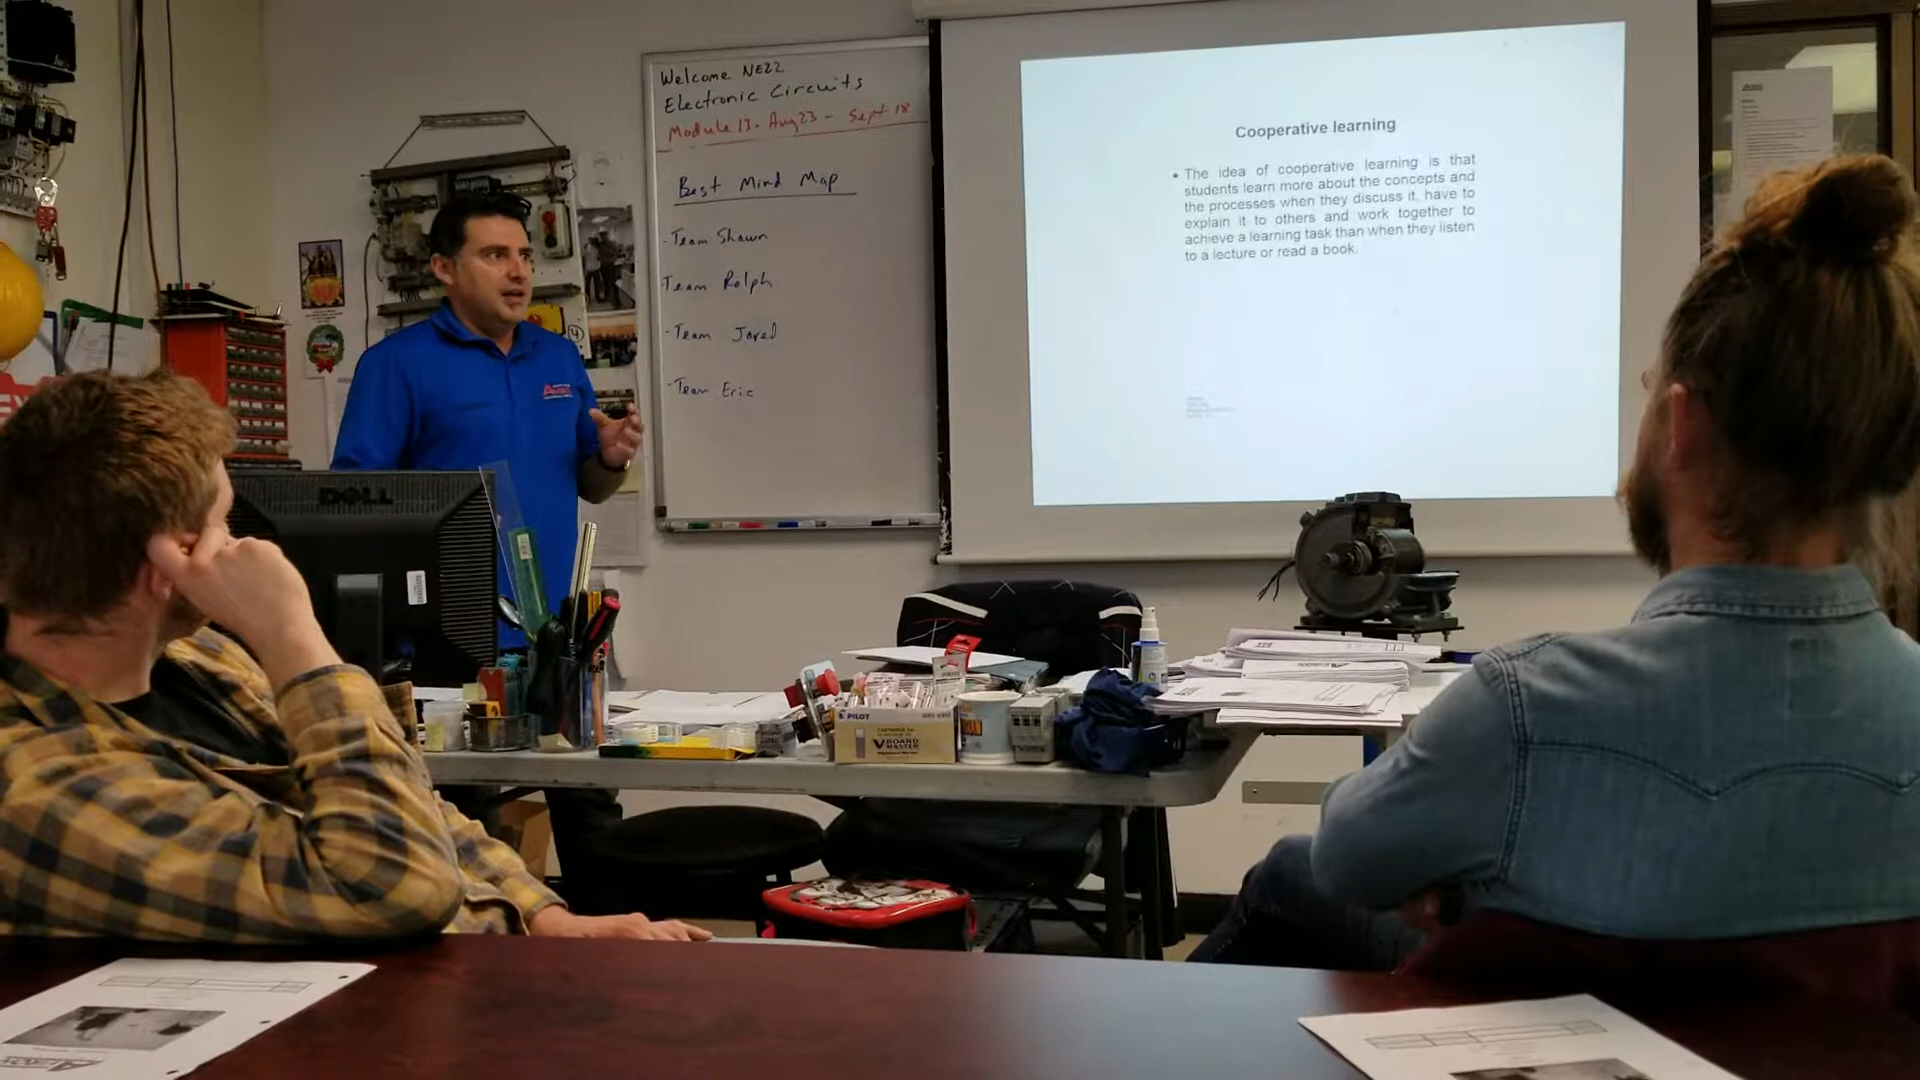 Welcome NE22
Electronic Circuits
Module 13. Aug 23 - Sept 18
Best Mind Map
- Team Shawn
- Team Ralph
- Team Jared
- Team Eric
Cooperative learning
• The idea of cooperative learning is that
students learn more about the concepts and
the processes when they discuss it, have to
explain it to others and work together to
achieve a learning task than when they listen
to a lecture or read a book.
4
DELL
PILOT
V BOARD
MASTER